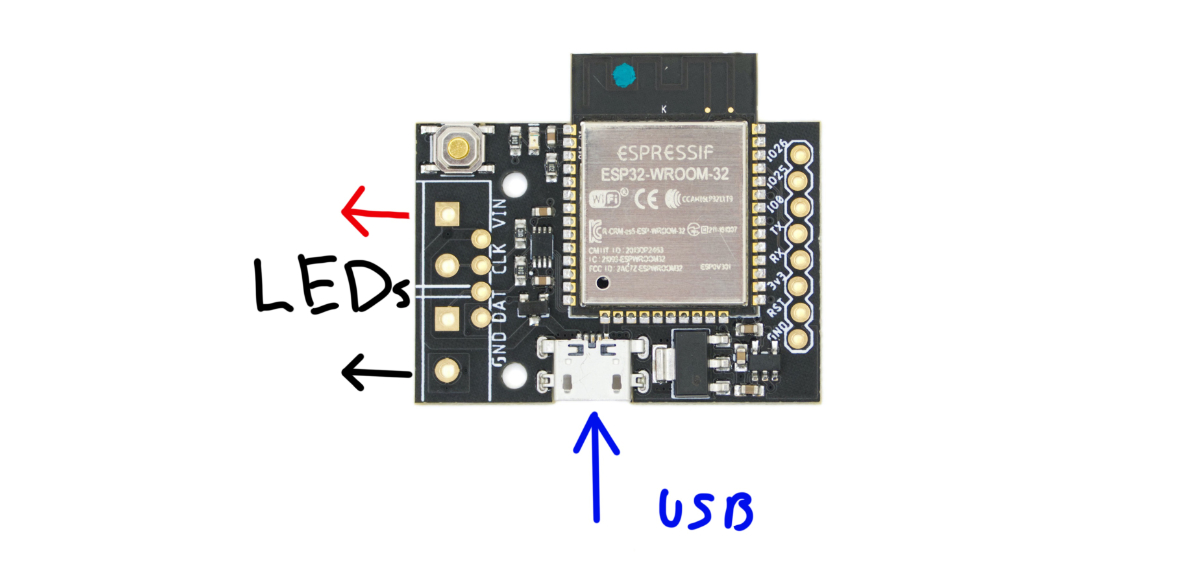 K
ESPRESSIF
ESP32-WROOM-32
WiFi®
CE
VIN
CLK
DAT
GND
LEDs
IO26
IO25
IO0
TX
RX
3v3
RST
GND
USB